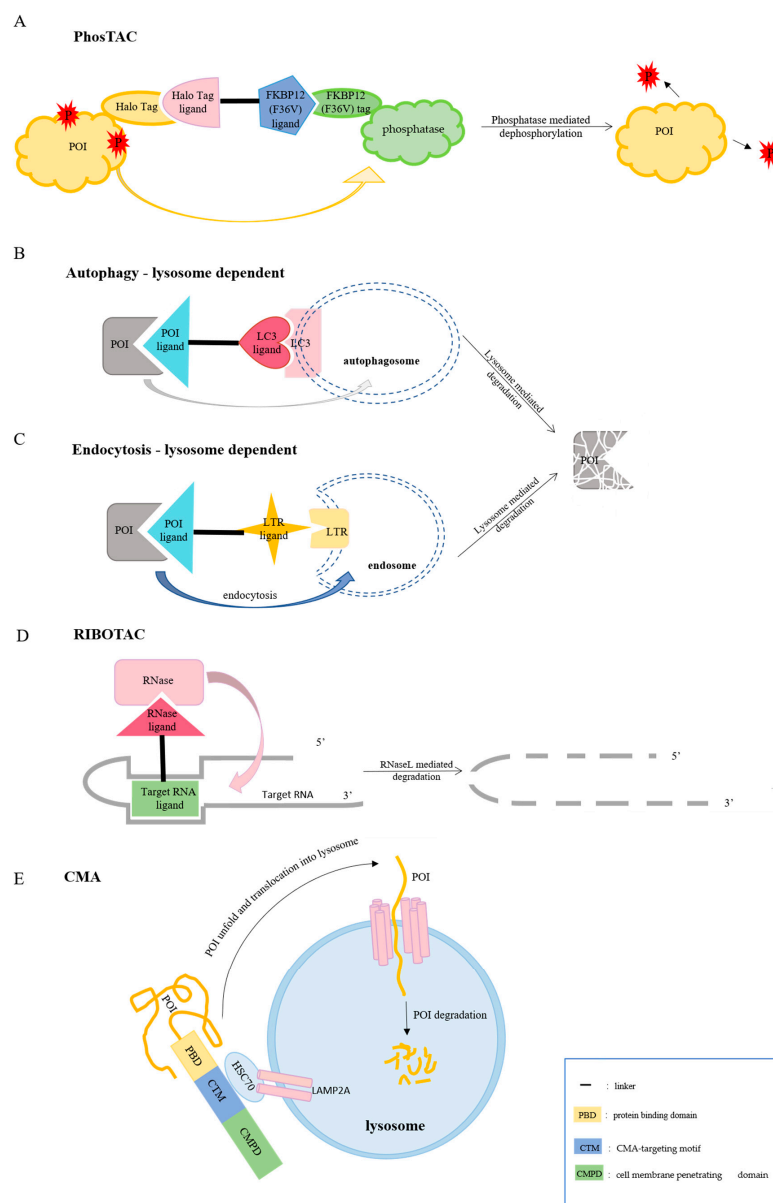 A
PhosTAC
P
POI
P
Halo Tag
Halo Tag
ligand
FKBP12
(F36V)
ligand
FKBP12
(F36V) tag
phosphatase
Phosphatase mediated
dephosphorylation
P
POI
P
B
Autophagy - lysosome dependent
POI
POI
ligand
LC3
ligand
LC3
autophagosome
Lysosome mediated
degradation
C
Endocytosis - lysosome dependent
POI
POI
ligand
LTR
ligand
LTR
endosome
endocytosis
Lysosome mediated
degradation
POI
D
RIBOTAC
RNase
RNase
ligand
Target RNA
ligand
5’
Target RNA
3’
RNaseL mediated
degradation
5’
3’
E
CMA
POI unfold and translocation into lysosome
POI
POI
PBD
CTM
CMPD
HSC70
LAMP2A
POI degradation
lysosome
: linker
PBD : protein binding domain
CTM : CMA-targeting motif
CMPD : cell membrane penetrating domain